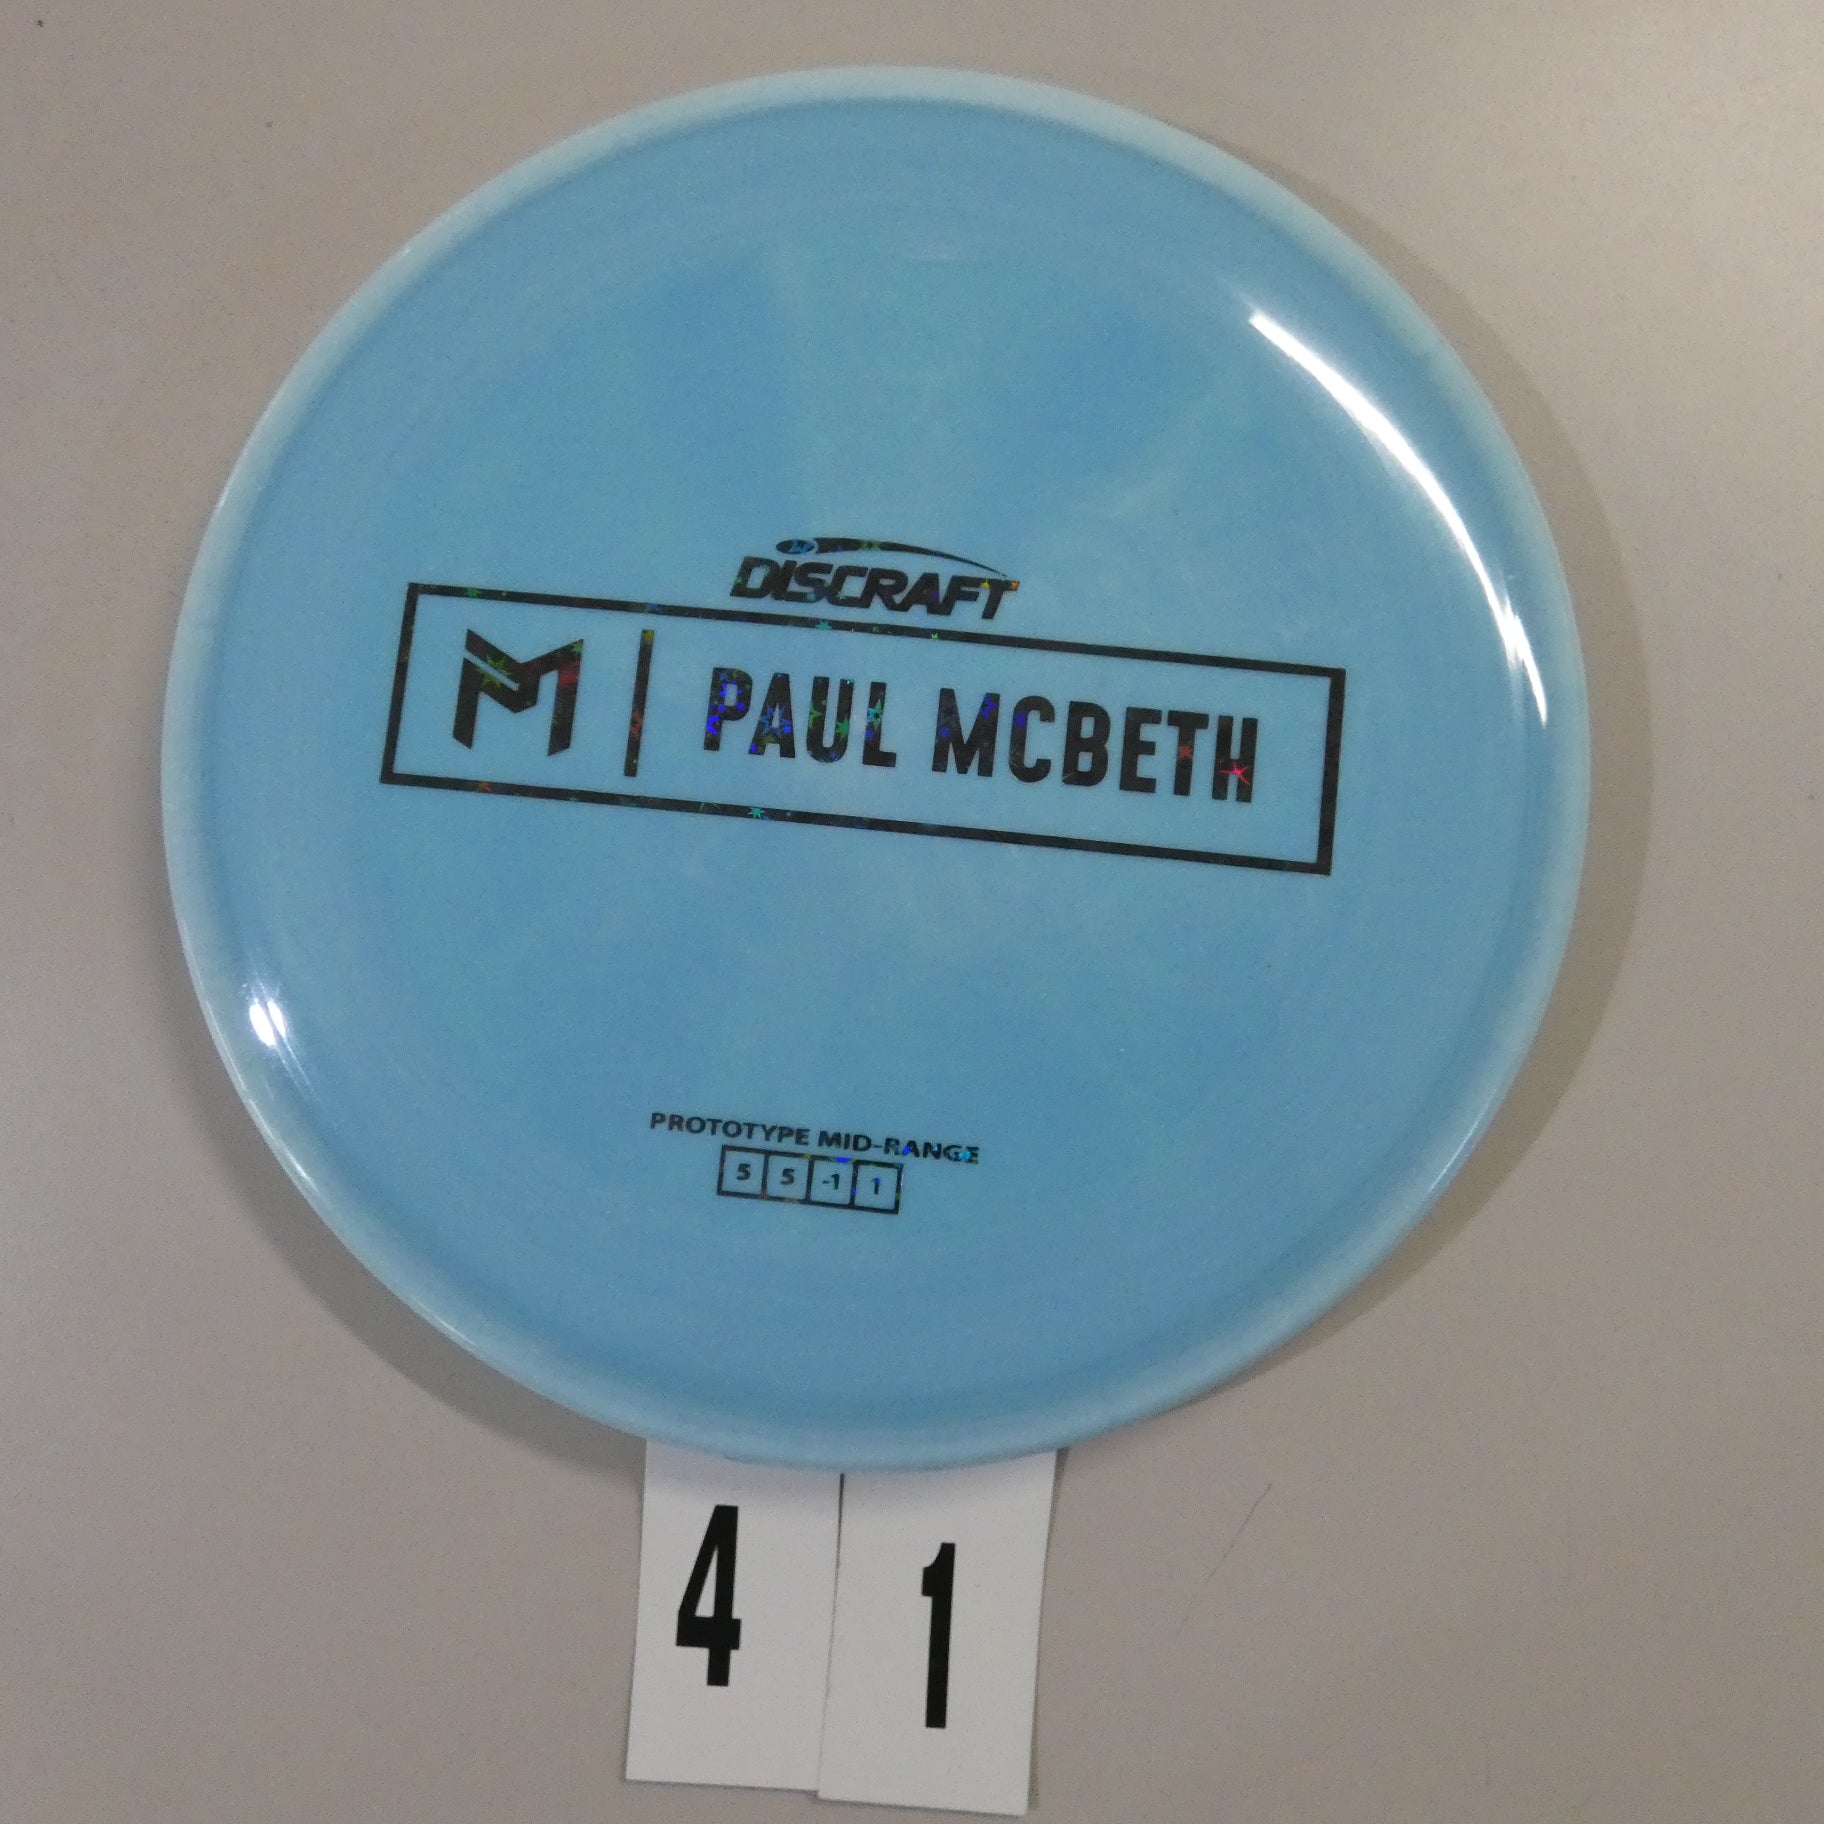 DISCRAFT
M | PAUL MCBETH
PROTOTYPE MID-RANGE
5 5 -1 1
4 1